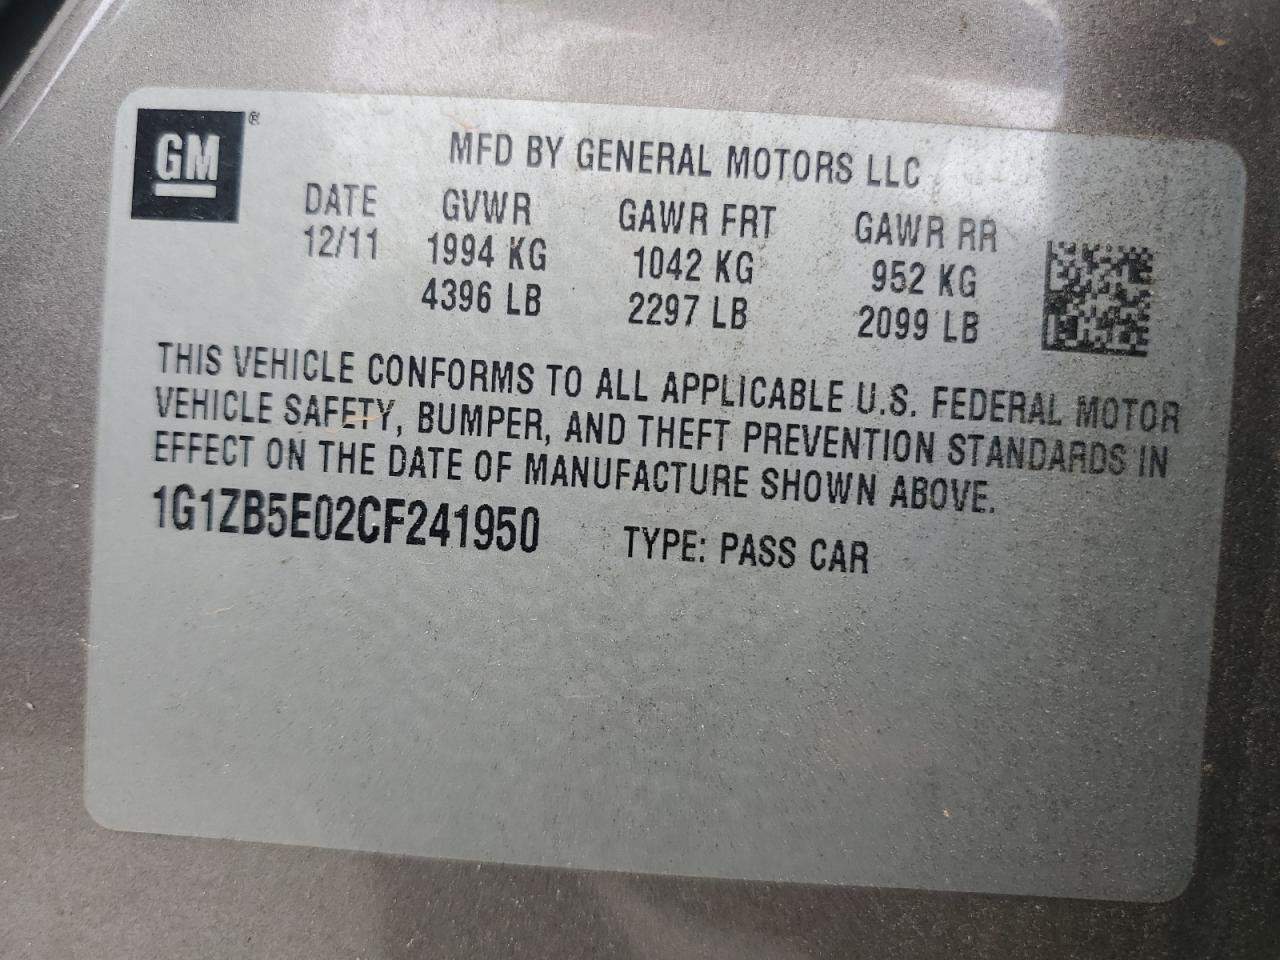 GM ®
MFD BY GENERAL MOTORS LLC
DATE GVWR GAWR FRT GAWR RR
12/11 1994 KG 1042 KG 952 KG
4396 LB 2297 LB 2099 LB
THIS VEHICLE CONFORMS TO ALL APPLICABLE U.S. FEDERAL MOTOR
VEHICLE SAFETY, BUMPER, AND THEFT PREVENTION STANDARDS IN
EFFECT ON THE DATE OF MANUFACTURE SHOWN ABOVE.
1G1ZB5E02CF241950 TYPE: PASS CAR